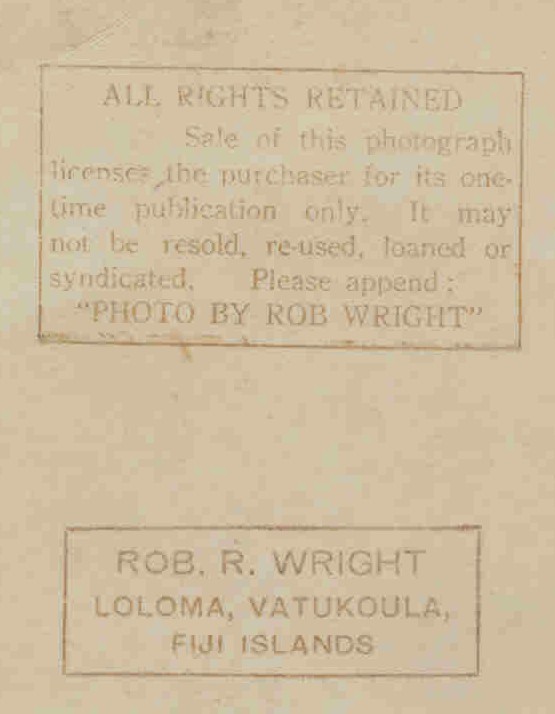 ALL RIGHTS RETAINED
Sale of this photograph
licenses the purchaser for its one-
time publication only. It may
not be resold, re-used, loaned or
syndicated. Please append:
"PHOTO BY ROB WRIGHT"
ROB. R. WRIGHT
LOLOMA, VATUKOULA,
FIJI ISLANDS